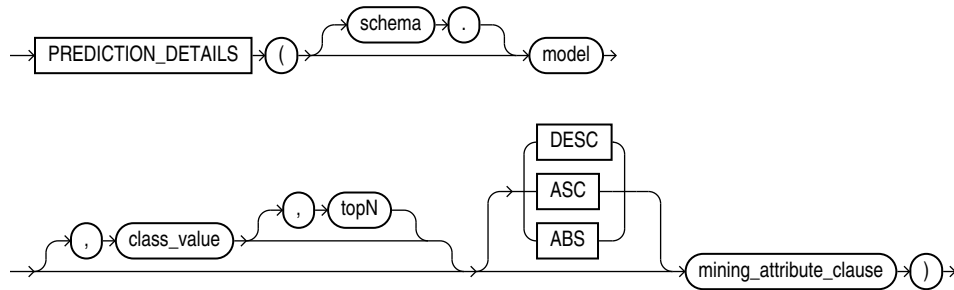 schema .
PREDICTION_DETAILS ( model
DESC
ASC
ABS
, topN
, class_value
mining_attribute_clause )